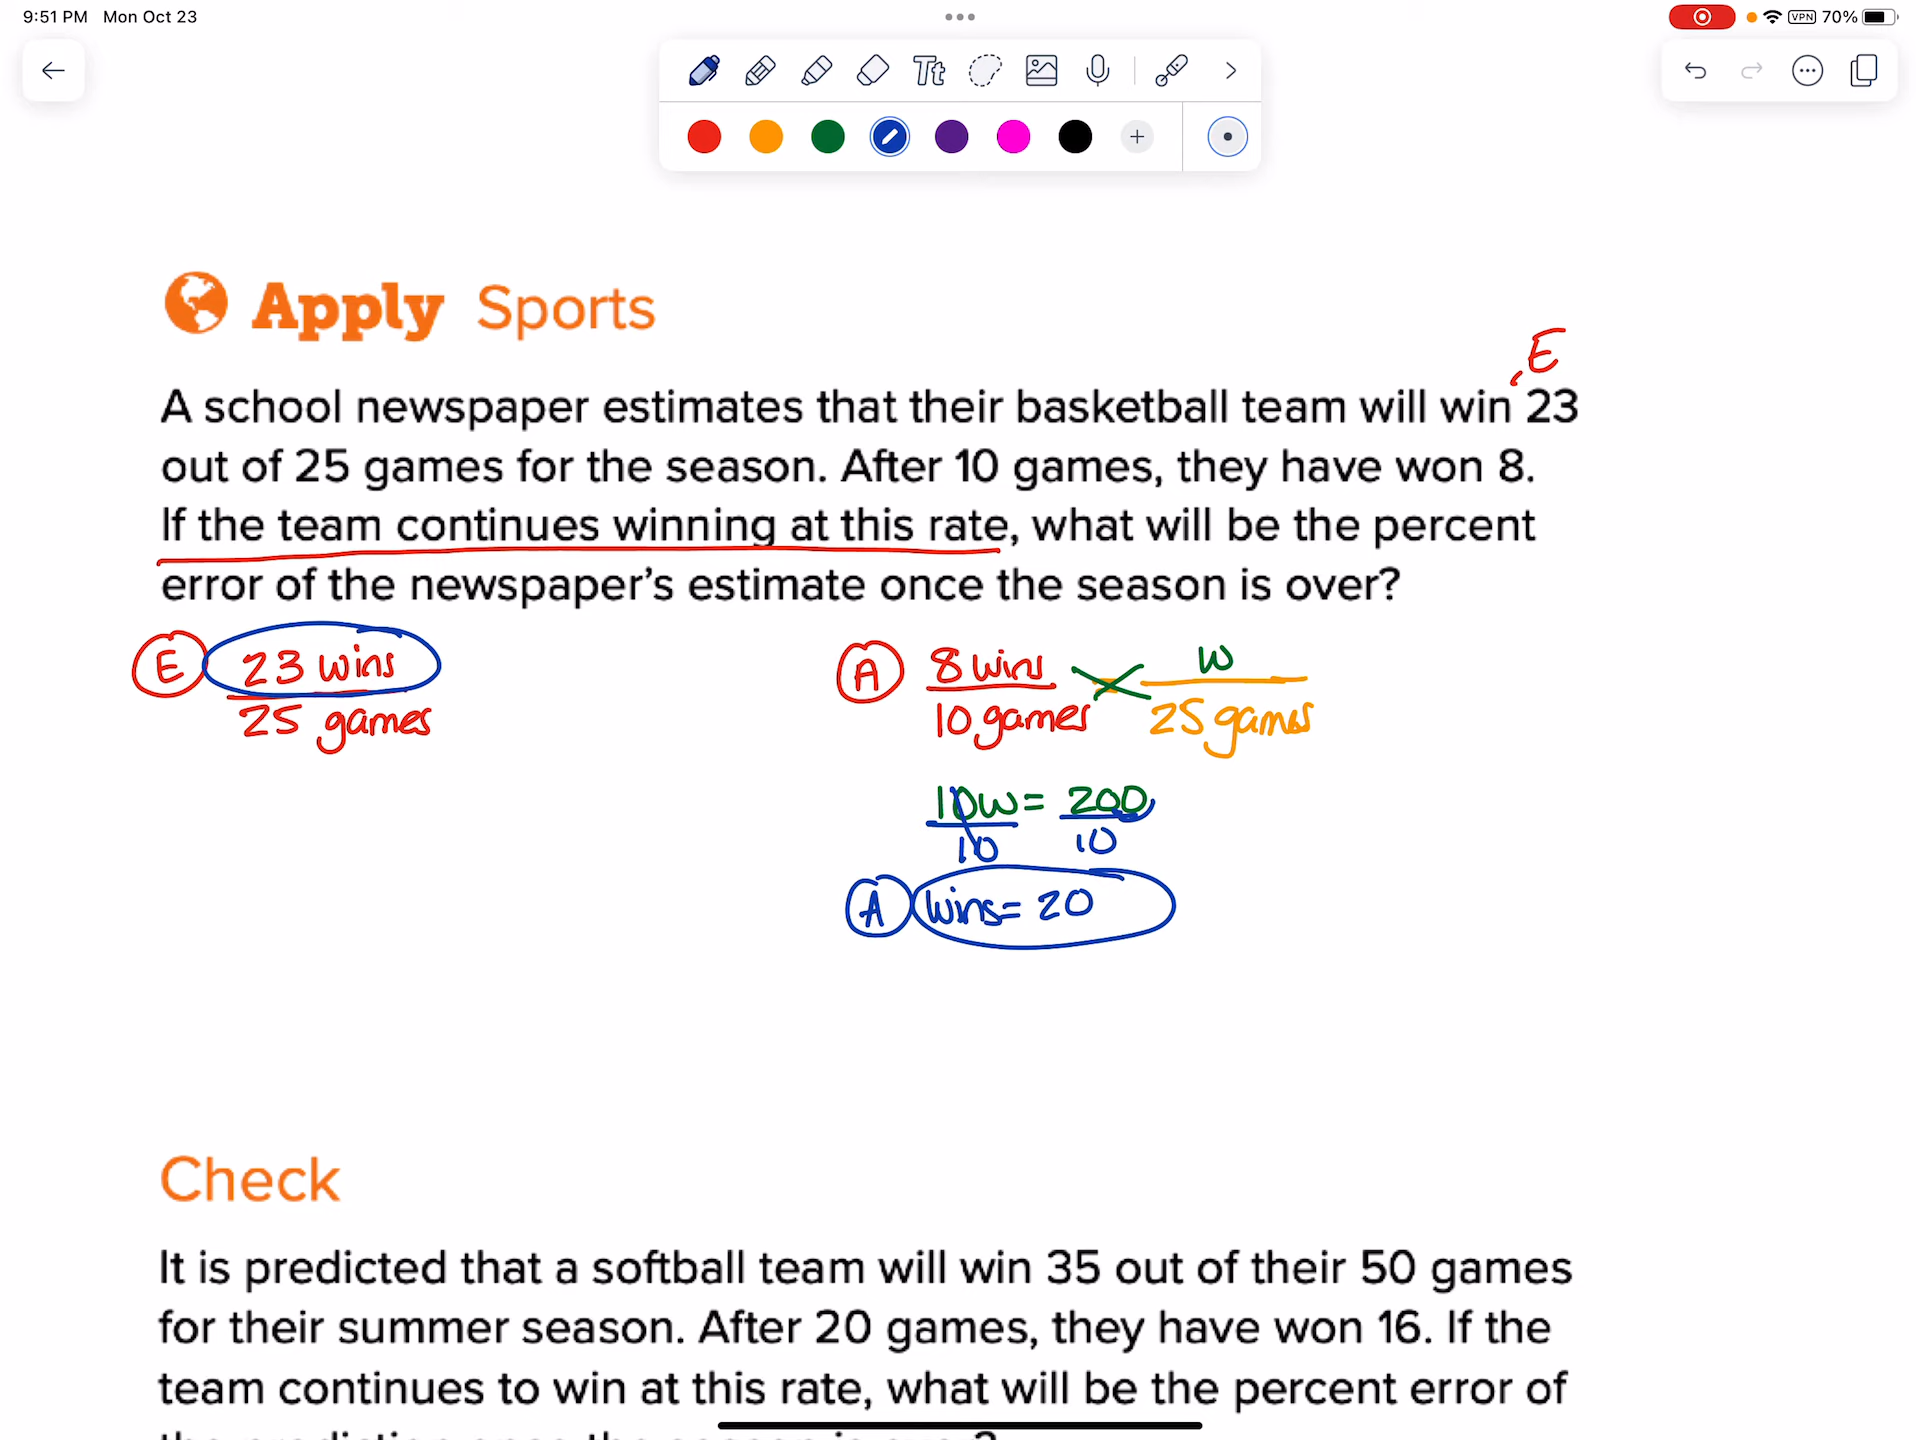 9:51 PM Mon Oct 23
VPN 70%
Tt
Apply Sports
E
A school newspaper estimates that their basketball team will win 23
out of 25 games for the season. After 10 games, they have won 8.
If the team continues winning at this rate, what will be the percent
error of the newspaper's estimate once the season is over?
E 23 wins
25 games
A 8 wins = w
10 games 25 games
10w = 200
10 10
A wins = 20
Check
It is predicted that a softball team will win 35 out of their 50 games
for their summer season. After 20 games, they have won 16. If the
team continues to win at this rate, what will be the percent error of